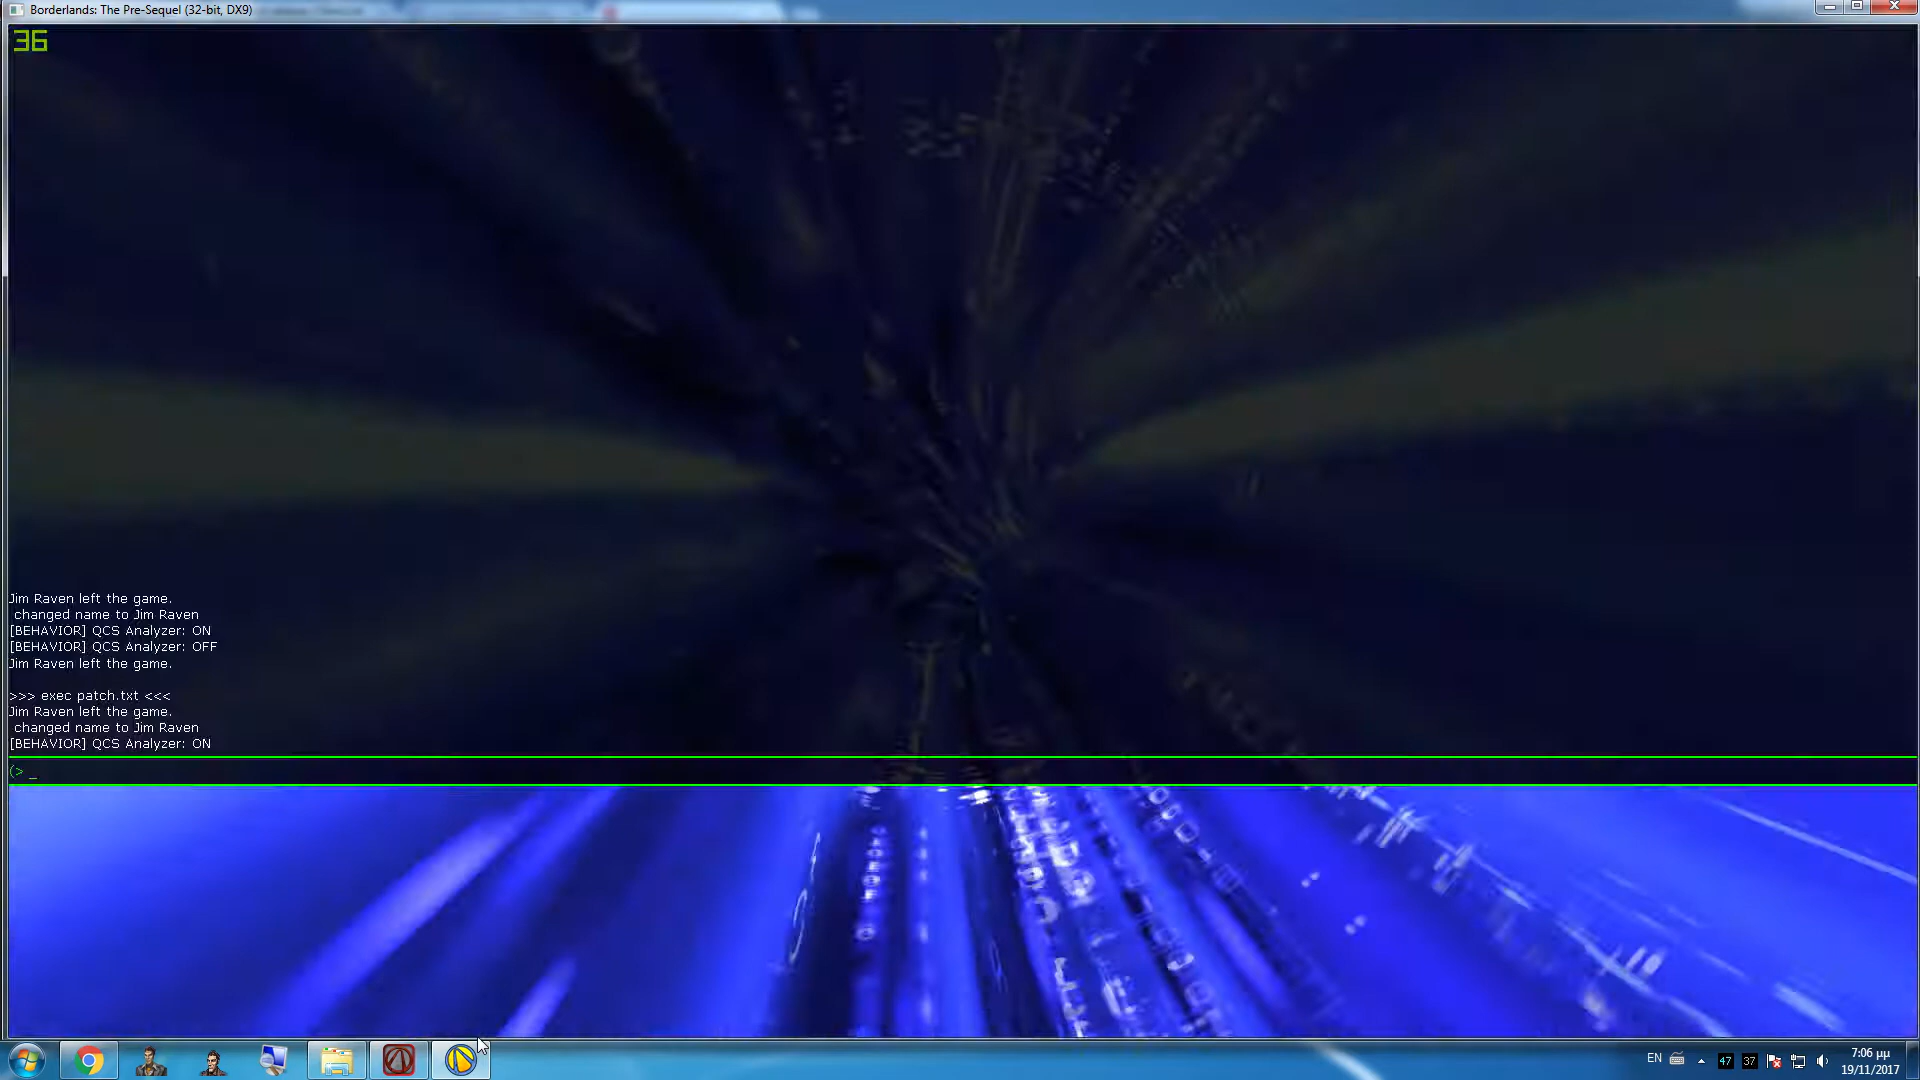 Borderlands: The Pre-Sequel (32-bit, DX9)
36
Jim Raven left the game.
changed name to Jim Raven
[BEHAVIOR] QCS Analyzer: ON
[BEHAVIOR] QCS Analyzer: OFF
Jim Raven left the game.
>>> exec patch.txt <<<
Jim Raven left the game.
changed name to Jim Raven
[BEHAVIOR] QCS Analyzer: ON
(> _
EN
47
37
7:06 μμ
19/11/2017